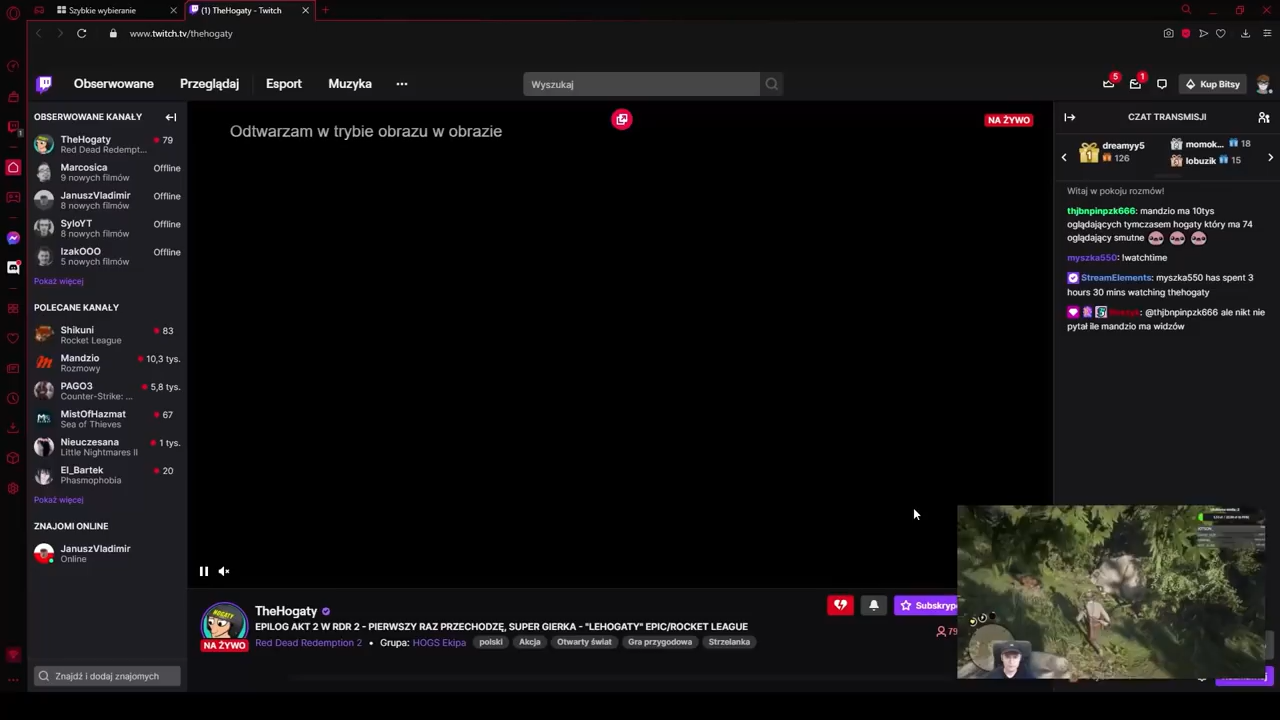 Szybkie wybieranie
(1) TheHogaty - Twitch
www.twitch.tv/thehogaty
Obserwowane
Przeglądaj
Esport
Muzyka
Wyszukaj
5
1
Kup Bitsy
OBSERWOWANE KANAŁY
TheHogaty
79
Red Dead Redempt...
Marcosica
Offline
9 nowych filmów
JanuszVladimir
Offline
8 nowych filmów
SyloYT
Offline
8 nowych filmów
IzakOOO
Offline
5 nowych filmów
Pokaż więcej
POLECANE KANAŁY
Shikuni
83
Rocket League
Mandzio
10,3 tys.
Rozmowy
PAGO3
5,8 tys.
Counter-Strike: ...
MistOfHazmat
67
Sea of Thieves
Nieuczesana
1 tys.
Little Nightmares II
El_Bartek
20
Phasmophobia
Pokaż więcej
ZNAJOMI ONLINE
JanuszVladimir
Online
Znajdź i dodaj znajomych
Odtwarzam w trybie obrazu w obrazie
NA ŻYWO
HOGATY
NA ŻYWO
TheHogaty
EPILOG AKT 2 W RDR 2 - PIERWSZY RAZ PRZECHODZĘ, SUPER GIERKA - "LEHOGATY" EPIC/ROCKET LEAGUE
Red Dead Redemption 2 • Grupa: HOGS Ekipa
polski
Akcja
Otwarty świat
Gra przygodowa
Strzelanka
Subskryp
79
CZAT TRANSMISJI
dreamyy5
126
momok...
18
lobuzik
15
Witaj w pokoju rozmów!
thjbnpinpzk666: mandzio ma 10tys
oglądających tymczasem hogaty który ma 74
oglądający smutne
myszka550: !watchtime
StreamElements: myszka550 has spent 3
hours 30 mins watching thehogaty
@thjbnpinpzk666 ale nikt nie
pytał ile mandzio ma widzów